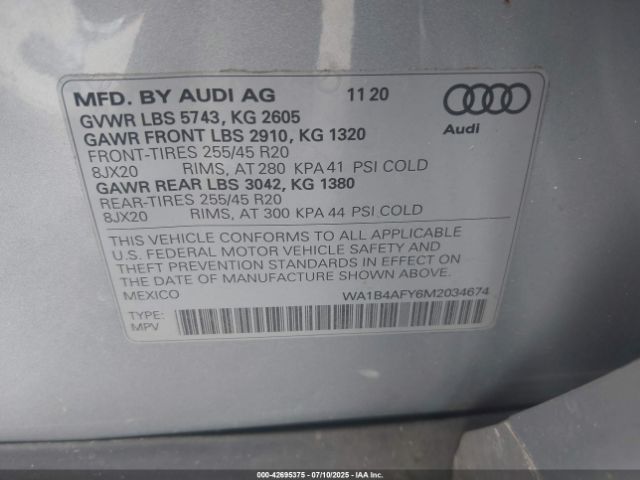 MFD. BY AUDI AG 11 20
GVWR LBS 5743, KG 2605
GAWR FRONT LBS 2910, KG 1320
FRONT-TIRES 255/45 R20
8JX20 RIMS, AT 280 KPA 41 PSI COLD
GAWR REAR LBS 3042, KG 1380
REAR-TIRES 255/45 R20
8JX20 RIMS, AT 300 KPA 44 PSI COLD
Audi
THIS VEHICLE CONFORMS TO ALL APPLICABLE
U.S. FEDERAL MOTOR VEHICLE SAFETY AND
THEFT PREVENTION STANDARDS IN EFFECT ON
THE DATE OF MANUFACTURE SHOWN ABOVE.
MEXICO WA1B4AFY6M2034674
TYPE:
MPV
000-42695375 - 07/10/2025 - IAA Inc.